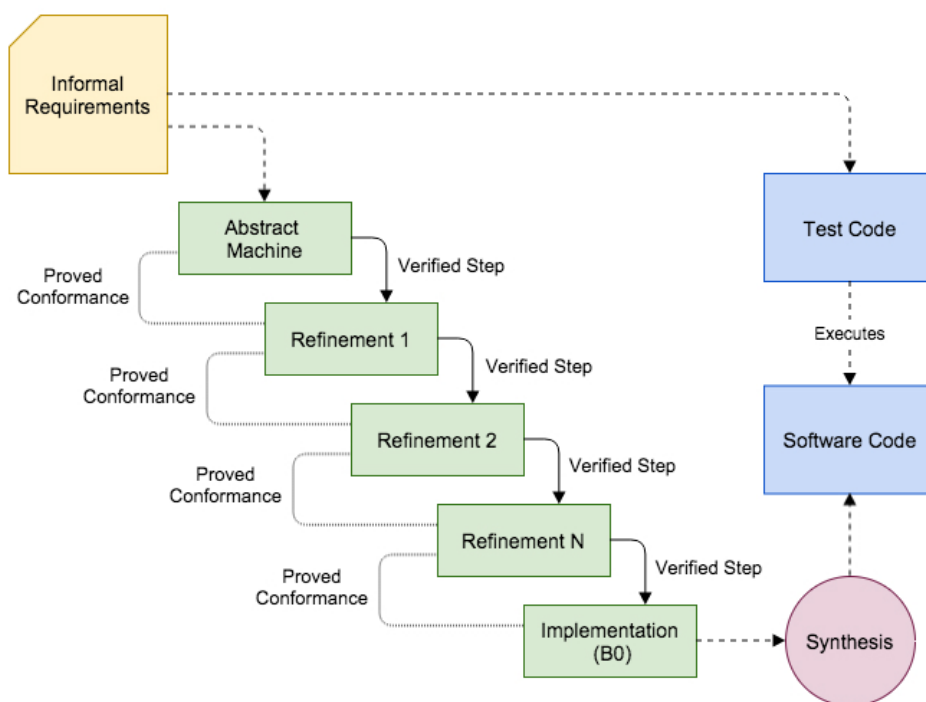 Informal
Requirements
Abstract
Machine
Test Code
Verified Step
Proved
Conformance
Refinement 1
Executes
Verified Step
Proved
Conformance
Refinement 2
Software Code
Verified Step
Proved
Conformance
Refinement N
Verified Step
Proved
Conformance
Implementation
(B0)
Synthesis